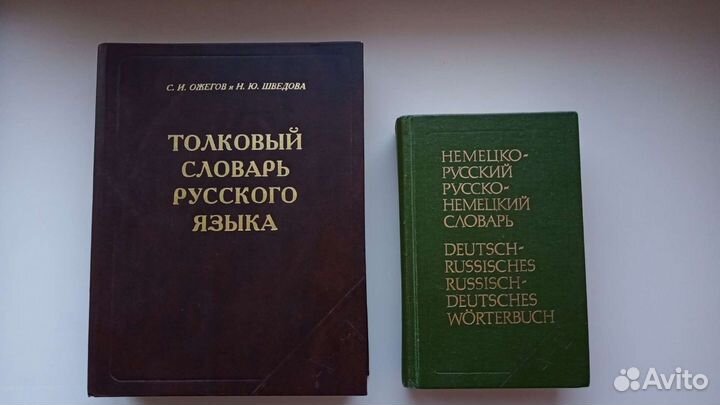 С. И. ОЖЕГОВ и Н. Ю. ШВЕДОВА
ТОЛКОВЫЙ
СЛОВАРЬ
РУССКОГО
ЯЗЫКА
НЕМЕЦКО-
РУССКИЙ
РУССКО-
НЕМЕЦКИЙ
СЛОВАРЬ
DEUTSCH-
RUSSISCHES
RUSSISCH-
DEUTSCHES
WÖRTERBUCH
Avito